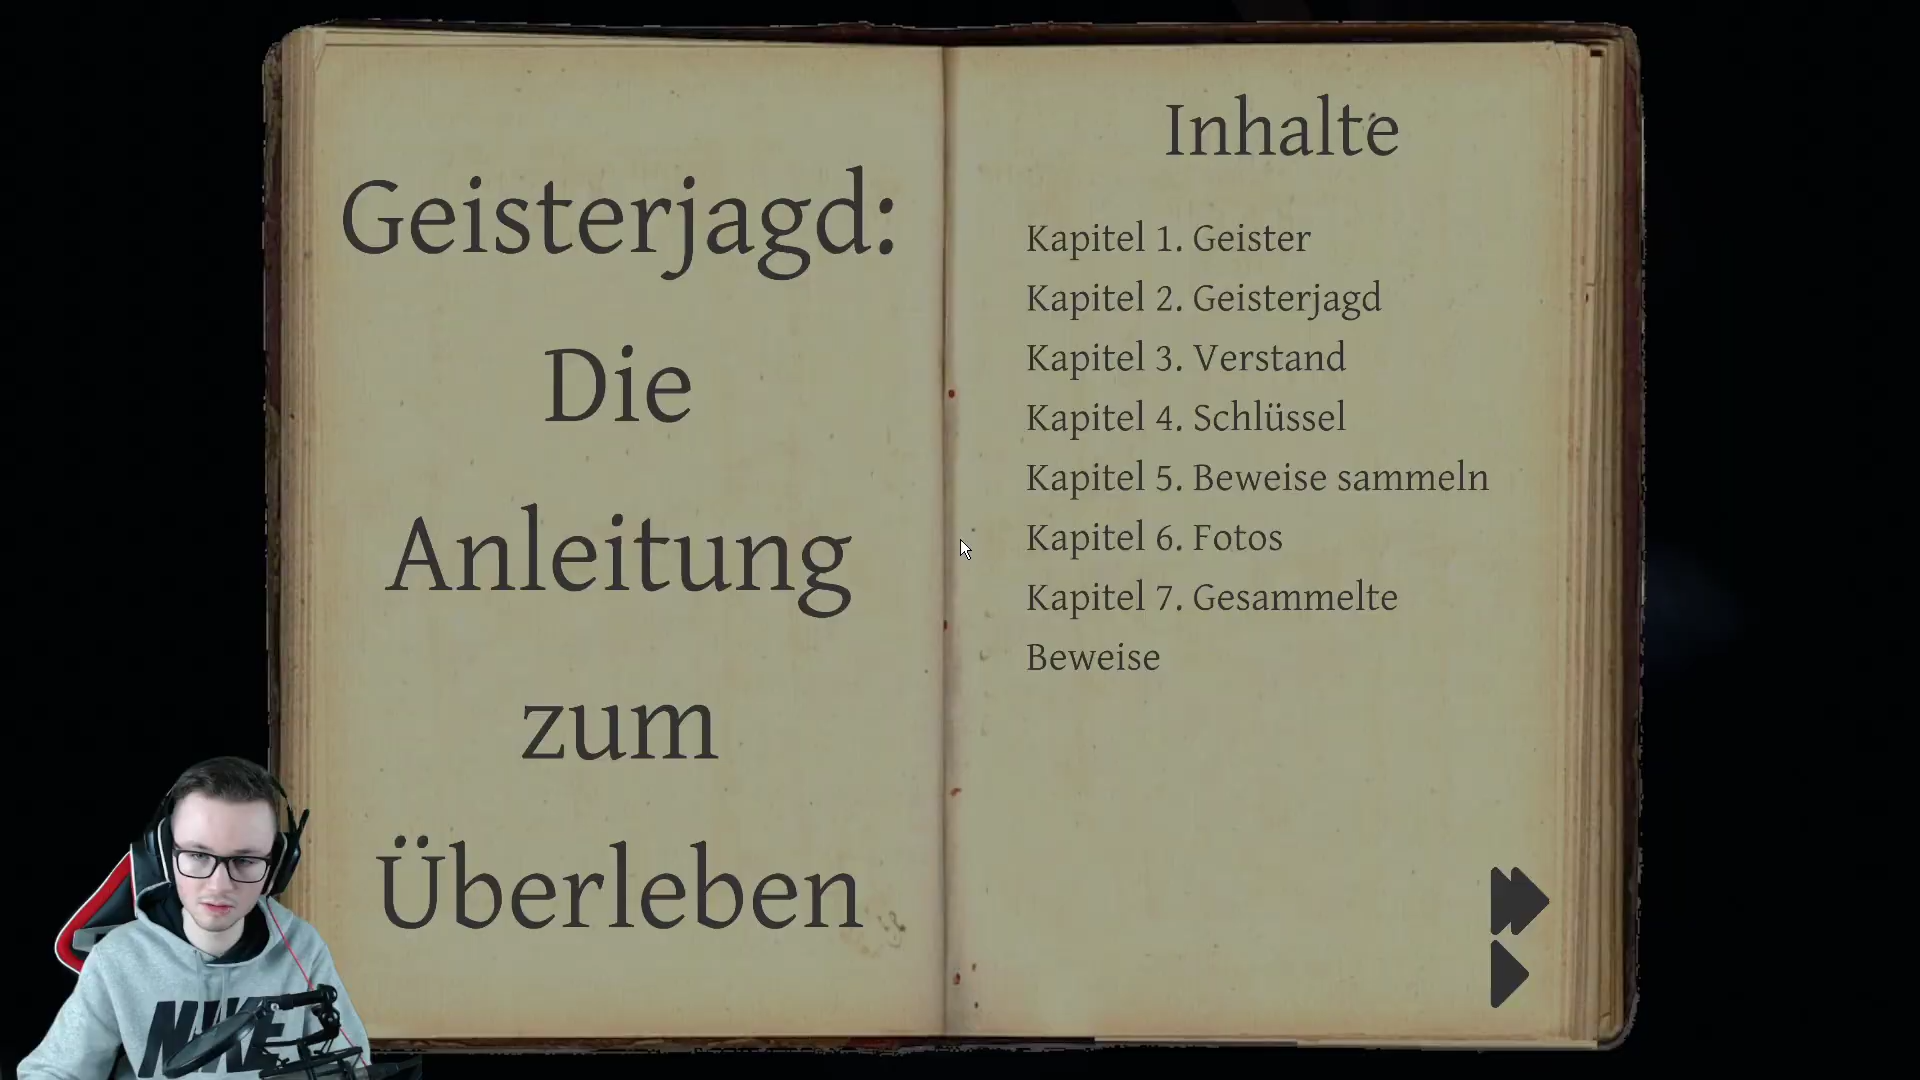 Geisterjagd:
Die
Anleitung
zum
Überleben
Inhalte
Kapitel 1. Geister
Kapitel 2. Geisterjagd
Kapitel 3. Verstand
Kapitel 4. Schlüssel
Kapitel 5. Beweise sammeln
Kapitel 6. Fotos
Kapitel 7. Gesammelte
Beweise
NIKE